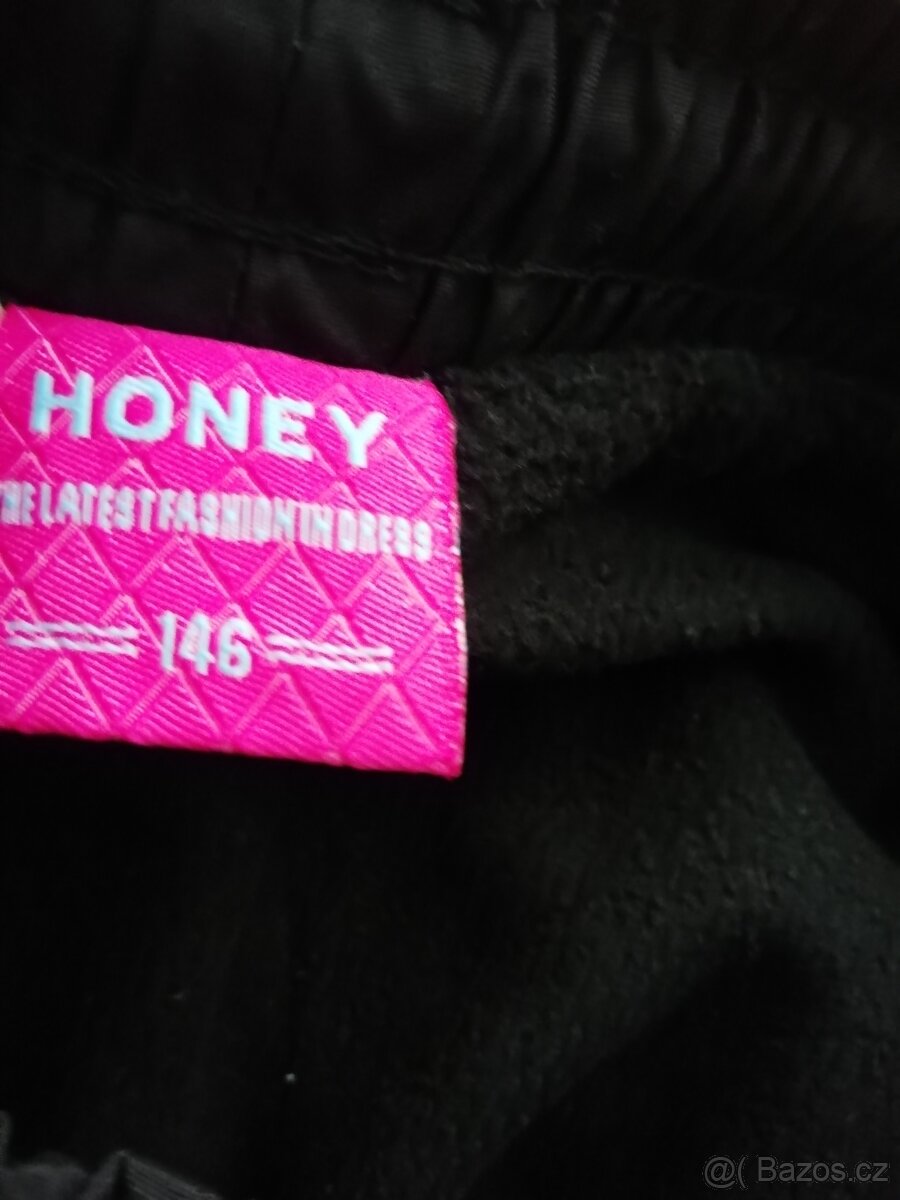 HONEY
THE LATEST FASHION IN DRESS
146
@( Bazos.cz